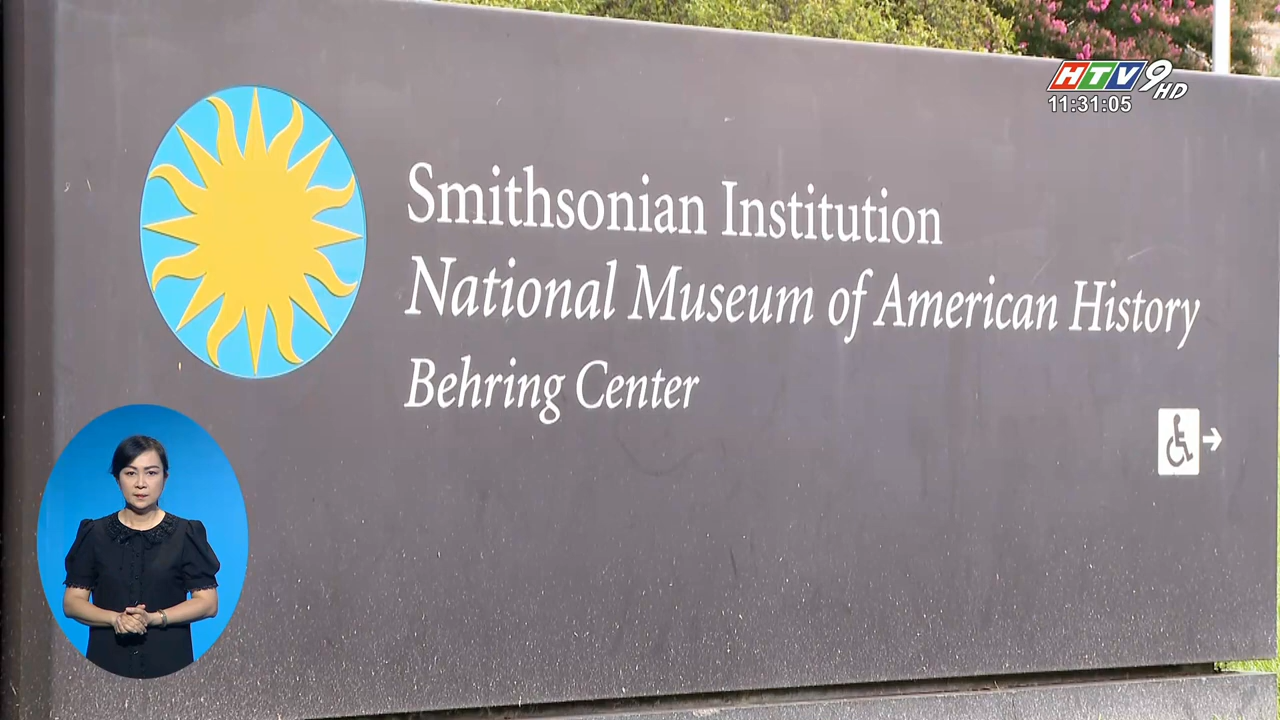 HTV9 HD
11:31:05
Smithsonian Institution
National Museum of American History
Behring Center